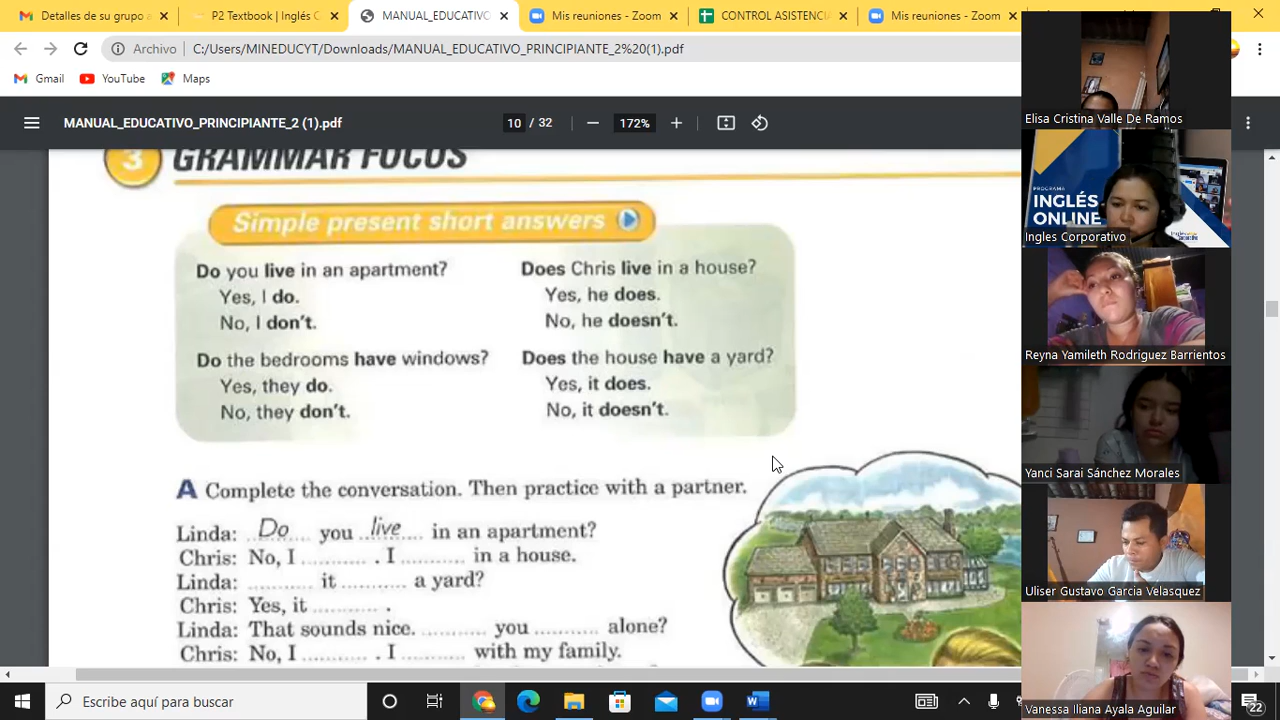 Detalles de su grupo a
P2 Textbook | Inglés C
MANUAL_EDUCATIVO
Mis reuniones - Zoom
CONTROL ASISTENCIA
Mis reuniones - Zoom
Archivo
C:/Users/MINEDUCYT/Downloads/MANUAL_EDUCATIVO_PRINCIPIANTE_2%20(1).pdf
Gmail
YouTube
Maps
MANUAL_EDUCATIVO_PRINCIPIANTE_2 (1).pdf
10 / 32
172%
3 GRAMMAR FOCUS
Simple present short answers
Do you live in an apartment?
Yes, I do.
No, I don't.
Do the bedrooms have windows?
Yes, they do.
No, they don't.
Does Chris live in a house?
Yes, he does.
No, he doesn't.
Does the house have a yard?
Yes, it does.
No, it doesn't.
A Complete the conversation. Then practice with a partner.
Linda: Do you live in an apartment?
Chris: No, I .......... . I .......... in a house.
Linda: .......... it .......... a yard?
Chris: Yes, it .......... .
Linda: That sounds nice. .......... you .......... alone?
Chris: No, I .......... . I .......... with my family.
Elisa Cristina Valle De Ramos
PROGRAMA
INGLÉS
ONLINE
Ingles Corporativo
Reyna Yamileth Rodriguez Barrientos
Yanci Sarai Sánchez Morales
Uliser Gustavo Garcia Velasquez
Vanessa Iliana Ayala Aguilar
Escribe aquí para buscar
22